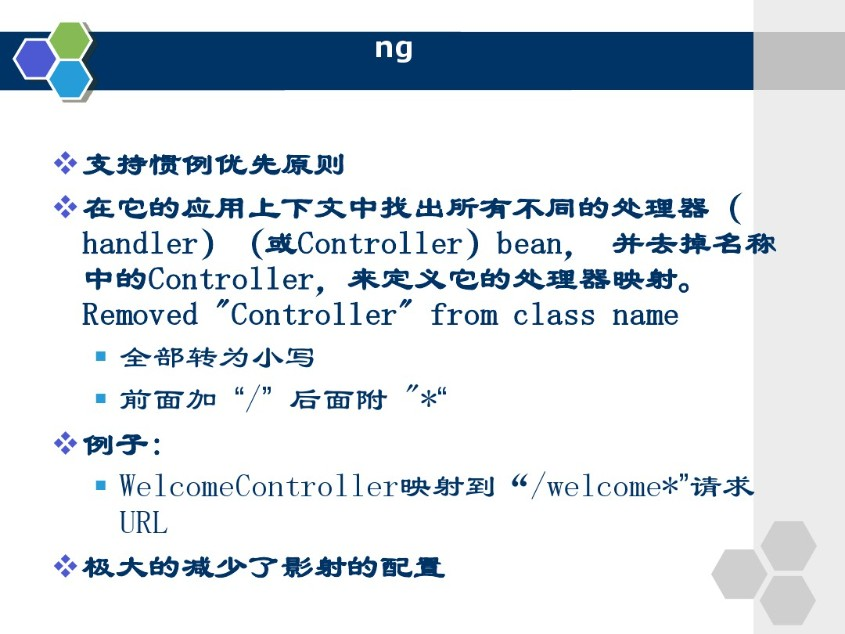 ng
支持惯例优先原则
在它的应用上下文中找出所有不同的处理器（
handler）（或Controller）bean， 并去掉名称
中的Controller，来定义它的处理器映射。
Removed "Controller" from class name
全部转为小写
前面加“/”后面附 "*“
例子：
WelcomeController映射到“/welcome*”请求
URL
极大的减少了影射的配置